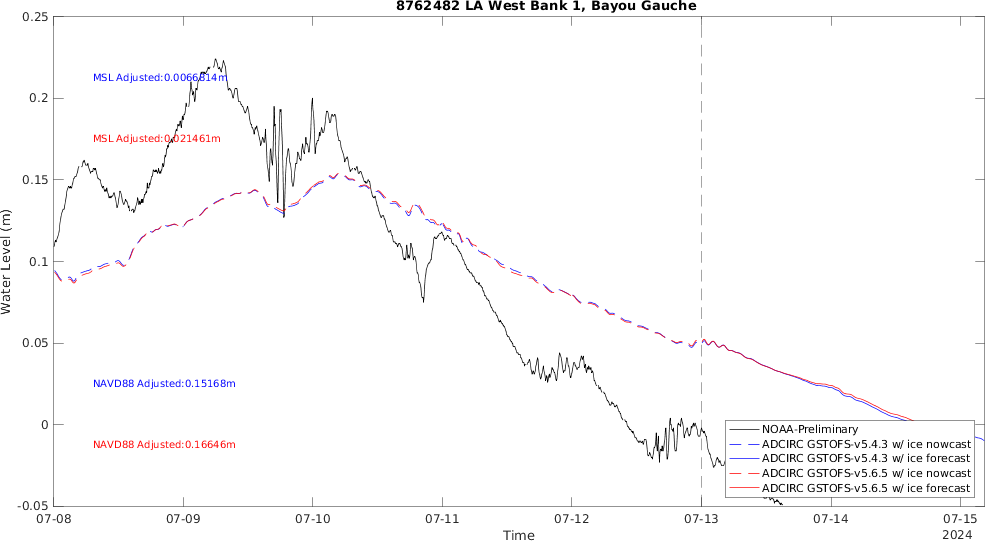 8762482 LA West Bank 1, Bayou Gauche
0.25
MSL Adjusted:0.0066814m
0.2
MSL Adjusted:0.021461m
0.15
Water Level (m)
0.1
0.05
NAVD88 Adjusted:0.15168m
0
NAVD88 Adjusted:0.16646m
NOAA-Preliminary
ADCIRC GSTOFS-v5.4.3 w/ ice nowcast
ADCIRC GSTOFS-v5.4.3 w/ ice forecast
ADCIRC GSTOFS-v5.6.5 w/ ice nowcast
ADCIRC GSTOFS-v5.6.5 w/ ice forecast
-0.05
07-08 07-09 07-10 07-11 07-12 07-13 07-14 07-15
Time
2024